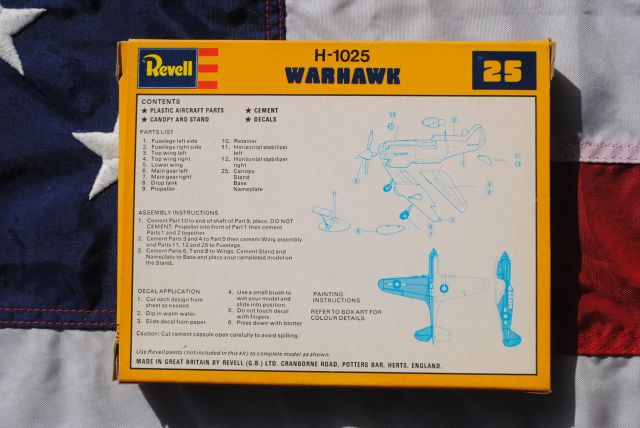 Revell
H-1025
WARHAWK
25
CONTENTS
★ PLASTIC AIRCRAFT PARTS ★ CEMENT
★ CANOPY AND STAND ★ DECALS
PARTS LIST
1. Fuselage left side
2. Fuselage right side
3. Top wing left
4. Top wing right
5. Lower wing
6. Main gear left
7. Main gear right
8. Drop tank
9. Propeller
10. Retainer
11. Horizontal stabilizer
left
12. Horizontal stabilizer
right
25. Canopy
Stand
Base
Nameplate
ASSEMBLY INSTRUCTIONS
1. Cement Part 10 to end of shaft of Part 9, place, DO NOT
CEMENT, Propeller into front of Part 1 then cement
Parts 1 and 2 together.
2. Cement Parts 3 and 4 to Part 5 then cement Wing assembly
and Parts 11, 12 and 25 to Fuselage.
3. Cement Parts 6, 7 and 8 to Wings. Cement Stand and
Nameplate to Base and place your completed model on
the Stand.
DECAL APPLICATION
1. Cut each design from
sheet as needed.
2. Dip in warm water.
3. Slide decal from paper.
4. Use a small brush to
wet your model and
slide into position.
5. Do not touch decal
with fingers.
6. Press down with blotter
PAINTING
INSTRUCTIONS
REFER TO BOX ART FOR
COLOUR DETAILS.
Caution: Cut cement capsule open carefully to avoid spilling.
Use Revell paints (not included in this kit) to complete model as shown.
MADE IN GREAT BRITAIN BY REVELL (G.B.) LTD. CRANBORNE ROAD, POTTERS BAR, HERTS, ENGLAND.